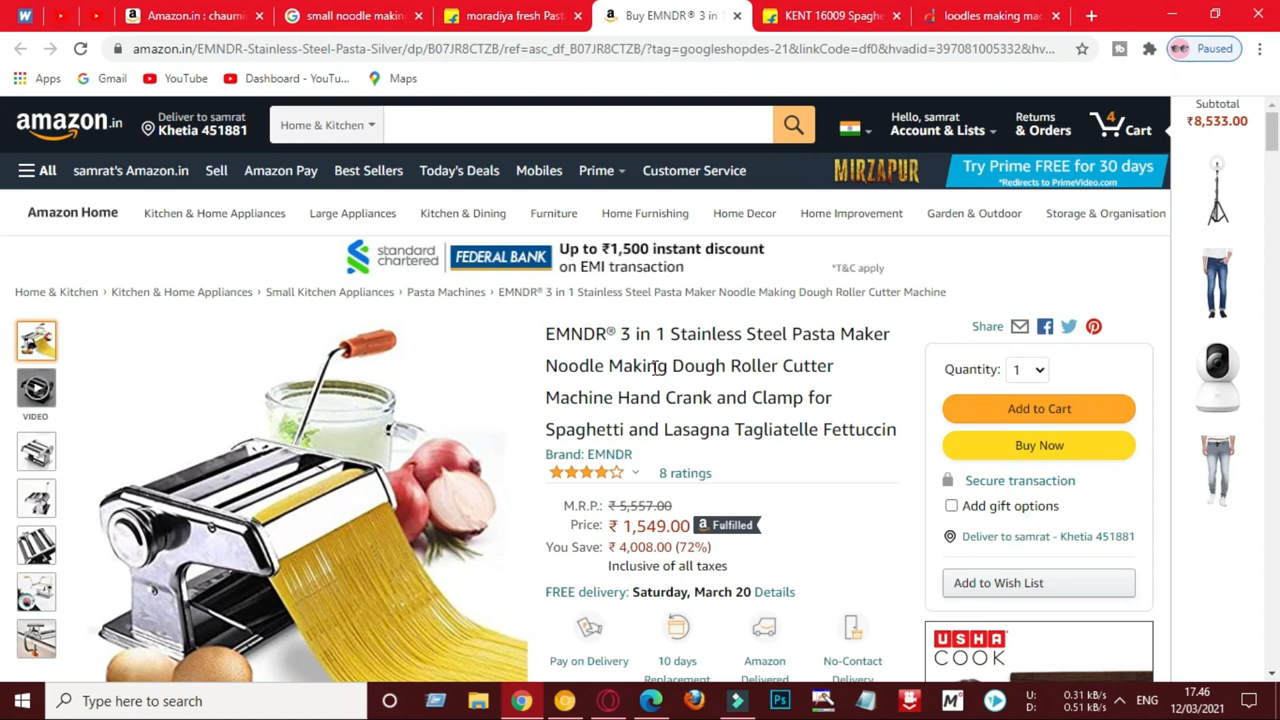 Amazon.in : chaumi
small noodle makin
moradiya fresh Past
Buy EMNDR® 3 in 1
KENT 16009 Spaghe
loodles making mac
amazon.in/EMNDR-Stainless-Steel-Pasta-Silver/dp/B07JR8CTZB/ref=asc_df_B07JR8CTZB/?tag=googleshopdes-21&linkCode=df0&hvadid=397081005332&hv...
Paused
Apps
Gmail
YouTube
Dashboard - YouTu...
Maps
amazon.in
Deliver to samrat
Khetia 451881
Home & Kitchen
Hello, samrat
Account & Lists
Returns
& Orders
4
Cart
Subtotal
₹8,533.00
All
samrat's Amazon.in
Sell
Amazon Pay
Best Sellers
Today's Deals
Mobiles
Prime
Customer Service
MIRZAPUR
Try Prime FREE for 30 days
*Redirects to PrimeVideo.com
Amazon Home
Kitchen & Home Appliances
Large Appliances
Kitchen & Dining
Furniture
Home Furnishing
Home Decor
Home Improvement
Garden & Outdoor
Storage & Organisation
standard
chartered
FEDERAL BANK
Up to ₹1,500 instant discount
on EMI transaction
*T&C apply
Home & Kitchen › Kitchen & Home Appliances › Small Kitchen Appliances › Pasta Machines › EMNDR® 3 in 1 Stainless Steel Pasta Maker Noodle Making Dough Roller Cutter Machine
VIDEO
EMNDR® 3 in 1 Stainless Steel Pasta Maker
Noodle Making Dough Roller Cutter
Machine Hand Crank and Clamp for
Spaghetti and Lasagna Tagliatelle Fettuccin
Brand: EMNDR
8 ratings
M.R.P.: ₹ 5,557.00
Price: ₹ 1,549.00 a Fulfilled
You Save: ₹ 4,008.00 (72%)
Inclusive of all taxes
FREE delivery: Saturday, March 20 Details
Pay on Delivery
10 days
Replacement
Amazon
Delivered
No-Contact
Delivery
Share
Quantity: 1
Add to Cart
Buy Now
Secure transaction
Add gift options
Deliver to samrat - Khetia 451881
Add to Wish List
USHA
COOK
Type here to search
U: 0.31 kB/s
D: 0.51 kB/s
ENG
17.46
12/03/2021